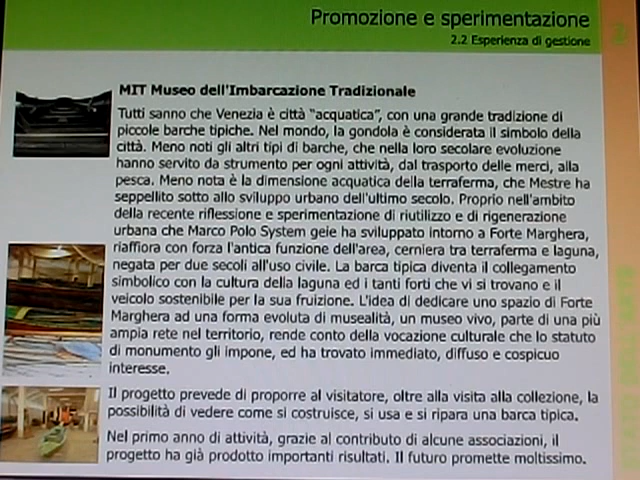 Promozione e sperimentazione
2.2 Esperienza di gestione
MIT Museo dell'Imbarcazione Tradizionale
Tutti sanno che Venezia è città "acquatica", con una grande tradizione di
piccole barche tipiche. Nel mondo, la gondola è considerata il simbolo della
città. Meno noti gli altri tipi di barche, che nella loro secolare evoluzione
hanno servito da strumento per ogni attività, dal trasporto delle merci, alla
pesca. Meno nota è la dimensione acquatica della terraferma, che Mestre ha
seppellito sotto allo sviluppo urbano dell'ultimo secolo. Proprio nell'ambito
della recente riflessione e sperimentazione di riutilizzo e di rigenerazione
urbana che Marco Polo System geie ha sviluppato intorno a Forte Marghera,
riaffiora con forza l'antica funzione dell'area, cerniera tra terraferma e laguna,
negata per due secoli all'uso civile. La barca tipica diventa il collegamento
simbolico con la cultura della laguna ed i tanti forti che vi si trovano e il
veicolo sostenibile per la sua fruizione. L'idea di dedicare uno spazio di Forte
Marghera ad una forma evoluta di musealità, un museo vivo, parte di una più
ampia rete nel territorio, rende conto della vocazione culturale che lo statuto
di monumento gli impone, ed ha trovato immediato, diffuso e cospicuo
interesse.
Il progetto prevede di proporre al visitatore, oltre alla visita alla collezione, la
possibilità di vedere come si costruisce, si usa e si ripara una barca tipica.
Nel primo anno di attività, grazie al contributo di alcune associazioni, il
progetto ha già prodotto importanti risultati. Il futuro promette moltissimo.